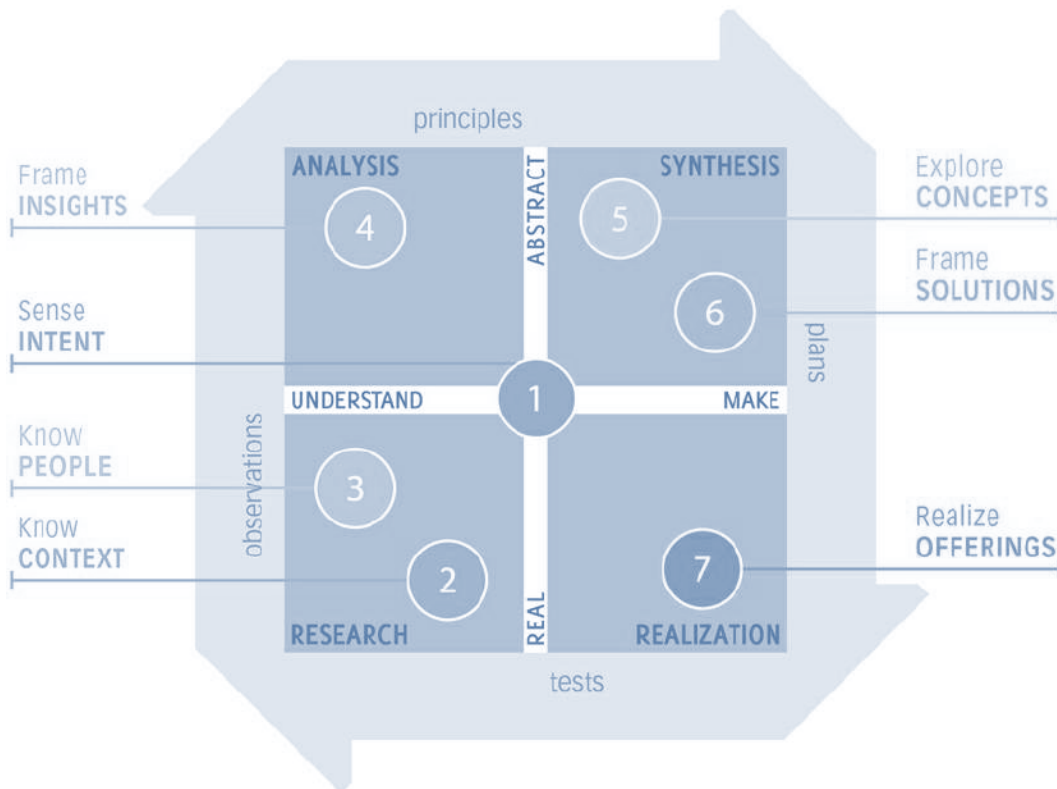 principles
ANALYSIS
SYNTHESIS
ABSTRACT
Frame
INSIGHTS
4
5
Explore
CONCEPTS
6
Frame
SOLUTIONS
Sense
INTENT
plans
UNDERSTAND
1
MAKE
Know
PEOPLE
3
observations
Know
CONTEXT
2
7
Realize
OFFERINGS
REAL
RESEARCH
REALIZATION
tests